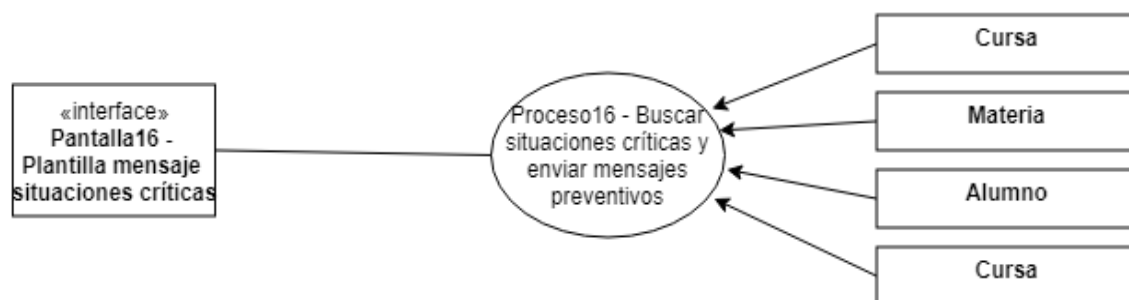 «interface»
Pantalla16 -
Plantilla mensaje
situaciones críticas
Proceso16 - Buscar
situaciones críticas y
enviar mensajes
preventivos
Cursa
Materia
Alumno
Cursa